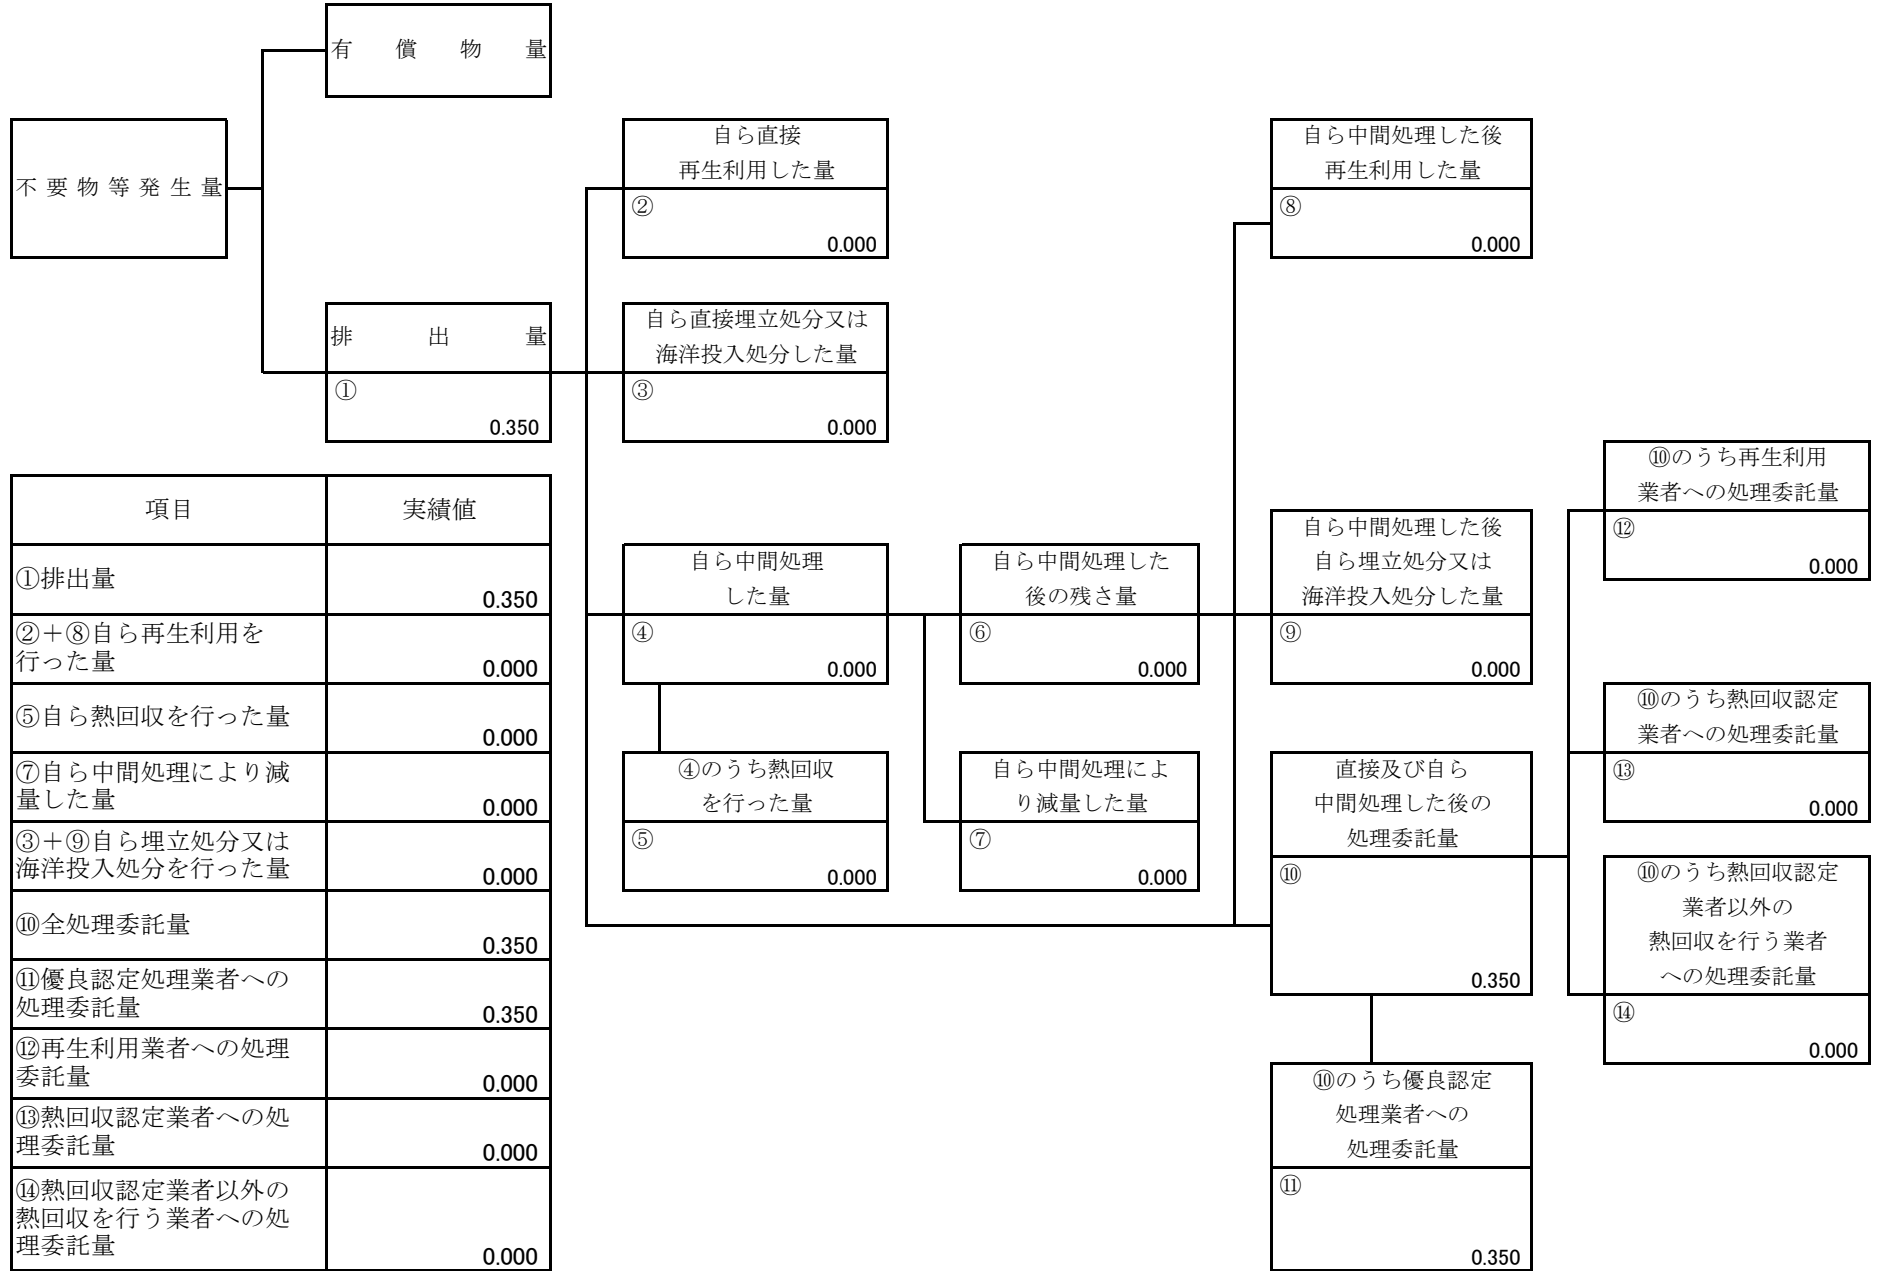 有償物量
不要物等発生量
排出量
①
0.350
自ら直接
再生利用した量
②
0.000
自ら直接埋立処分又は
海洋投入処分した量
③
0.000
自ら中間処理
した量
④
0.000
④のうち熱回収
を行った量
⑤
0.000
自ら中間処理した
後の残さ量
⑥
0.000
自ら中間処理によ
り減量した量
⑦
0.000
自ら中間処理した後
再生利用した量
⑧
0.000
自ら中間処理した後
自ら埋立処分又は
海洋投入処分した量
⑨
0.000
直接及び自ら
中間処理した後の
処理委託量
⑩
0.350
⑩のうち優良認定
処理業者への
処理委託量
⑪
0.350
⑩のうち再生利用
業者への処理委託量
⑫
0.000
⑩のうち熱回収認定
業者への処理委託量
⑬
0.000
⑩のうち熱回収認定
業者以外の
熱回収を行う業者
への処理委託量
⑭
0.000
項目 実績値
①排出量
0.350
②＋⑧自ら再生利用を
行った量
0.000
⑤自ら熱回収を行った量
0.000
⑦自ら中間処理により減
量した量
0.000
③＋⑨自ら埋立処分又は
海洋投入処分を行った量
0.000
⑩全処理委託量
0.350
⑪優良認定処理業者への
処理委託量
0.350
⑫再生利用業者への処理
委託量
0.000
⑬熱回収認定業者への処
理委託量
0.000
⑭熱回収認定業者以外の
熱回収を行う業者への処
理委託量
0.000